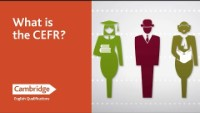 What is
the CEFR?
Cambridge
English Qualifications